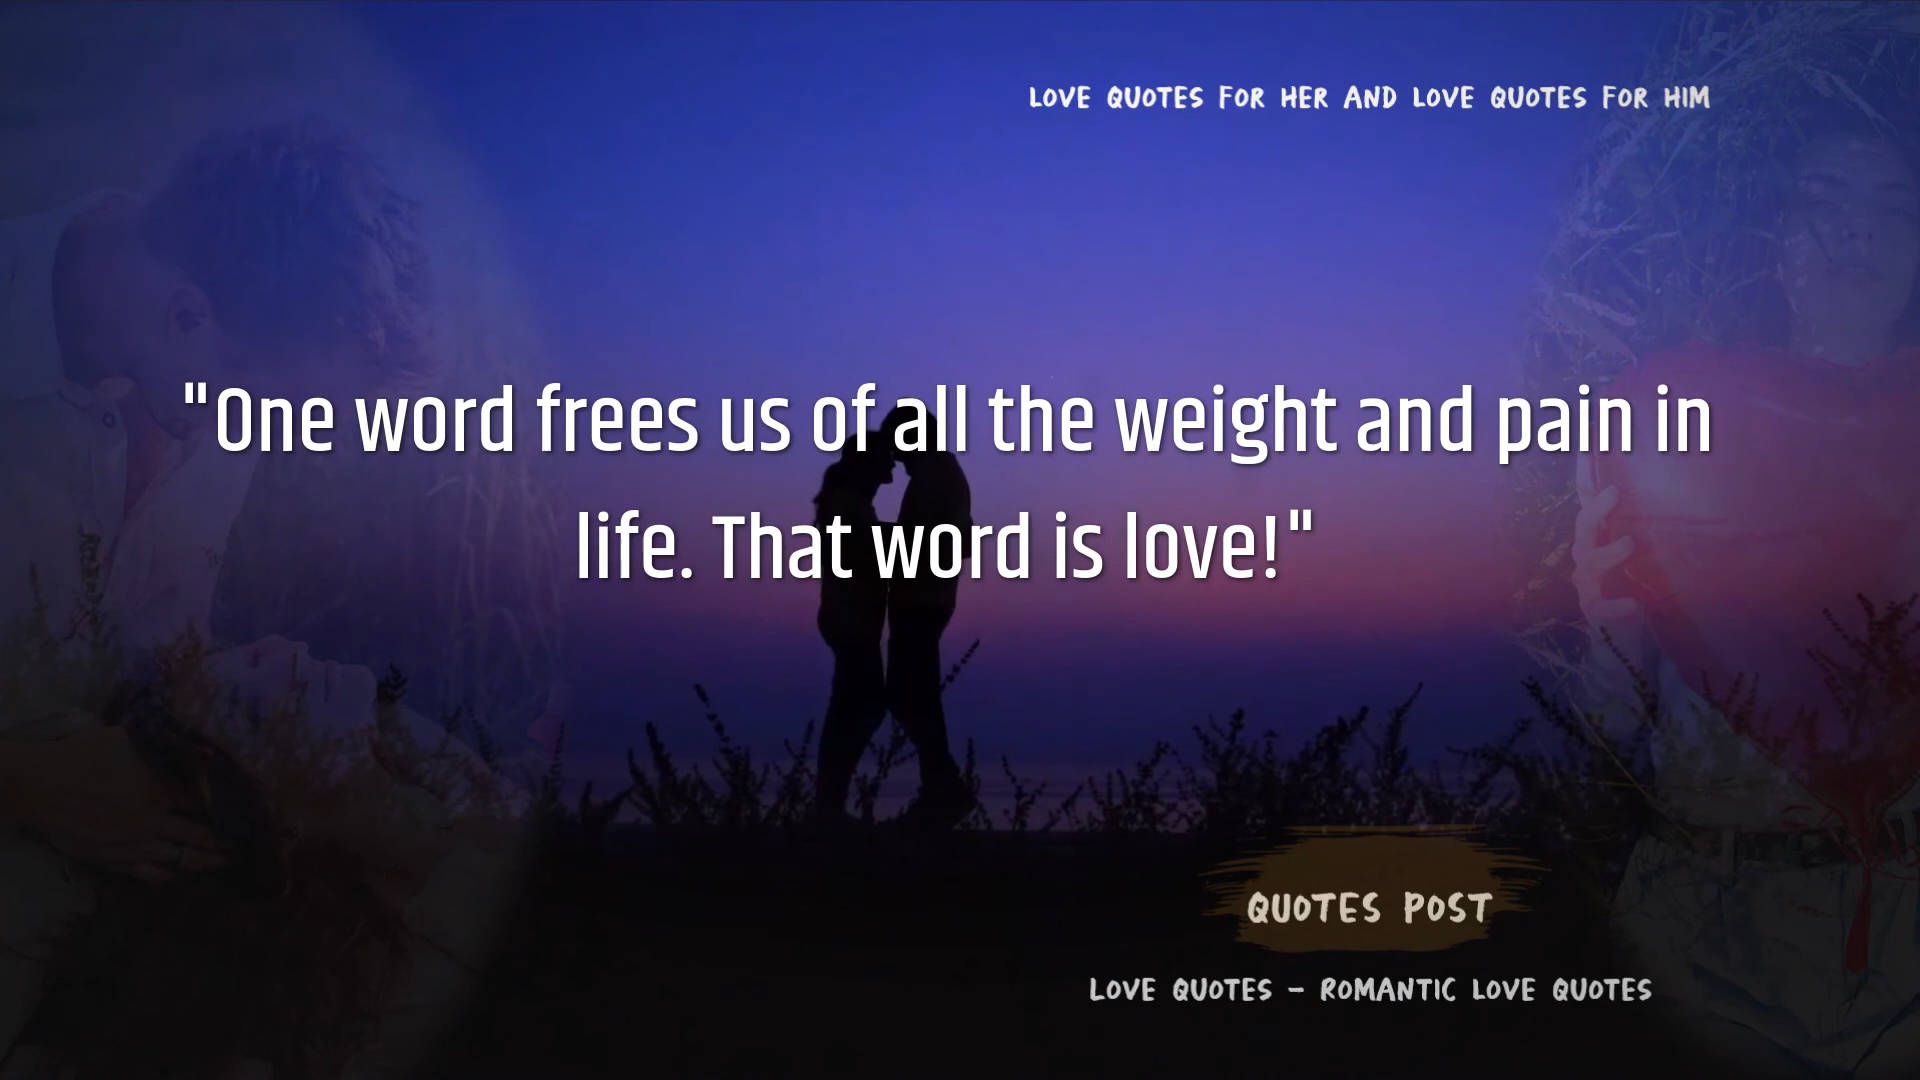 LOVE QUOTES FOR HER AND LOVE QUOTES FOR HIM
"One word frees us of all the weight and pain in
life. That word is love!"
QUOTES POST
LOVE QUOTES - ROMANTIC LOVE QUOTES